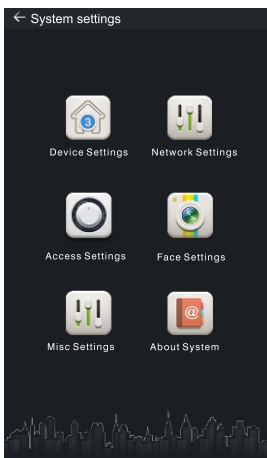 System settings
3
Device Settings
Network Settings
Access Settings
Face Settings
Misc Settings
@
About System